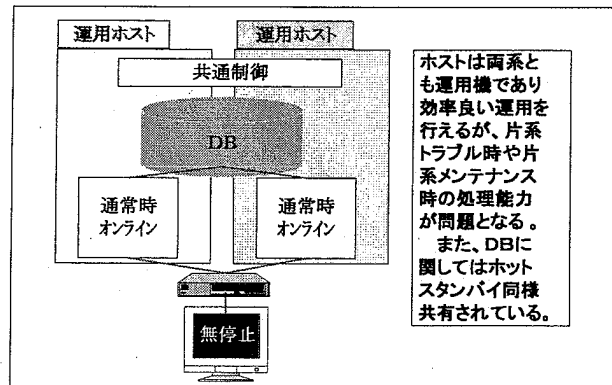 運用ホスト
運用ホスト
共通制御
DB
通常時
オンライン
通常時
オンライン
無停止
ホストは両系と
も運用機であり
効率良い運用を
行えるが、片系
トラブル時や片
系メンテナンス
時の処理能力
が問題となる。
また、DBに
関してはホット
スタンバイ同様
共有されている。